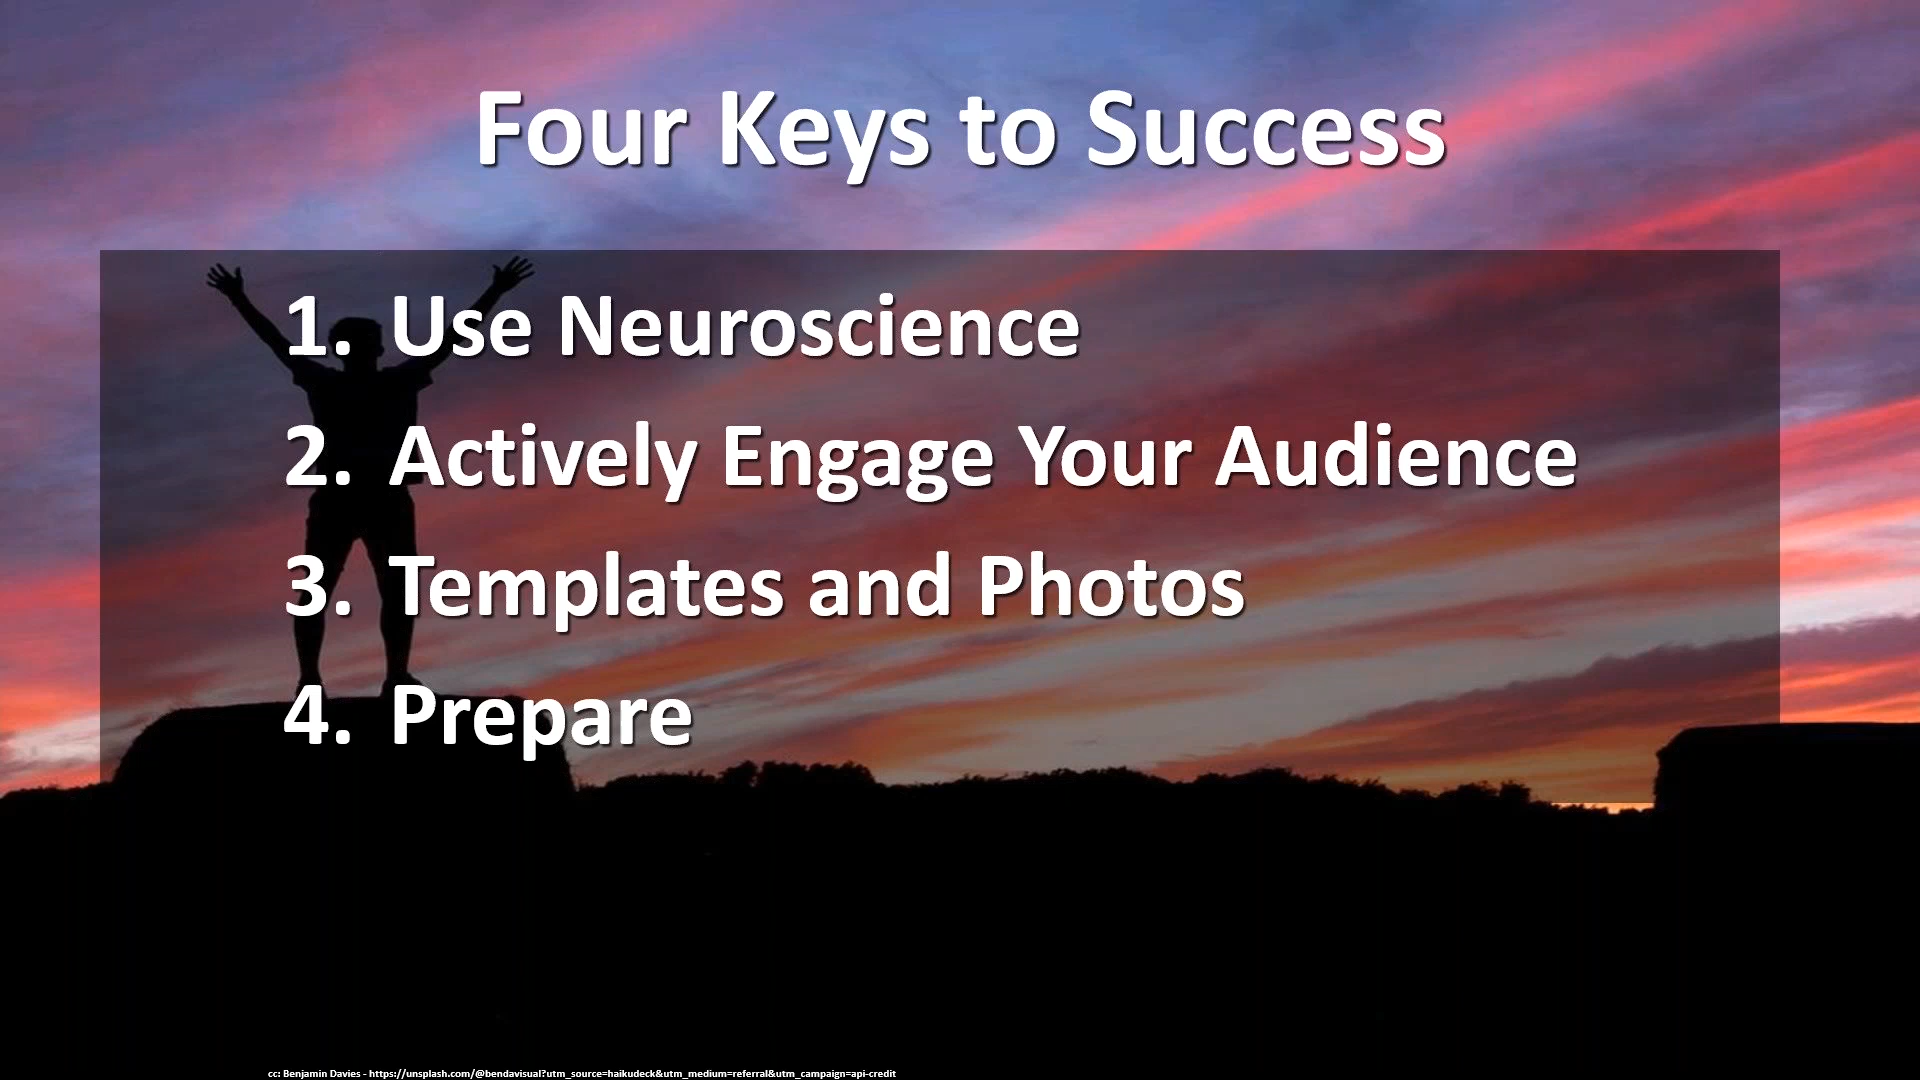 Four Keys to Success
1. Use Neuroscience
2. Actively Engage Your Audience
3. Templates and Photos
4. Prepare
cc: Benjamin Davies - https://unsplash.com/@bendavisual?utm_source=haikudeck&utm_medium=referral&utm_campaign=api-credit